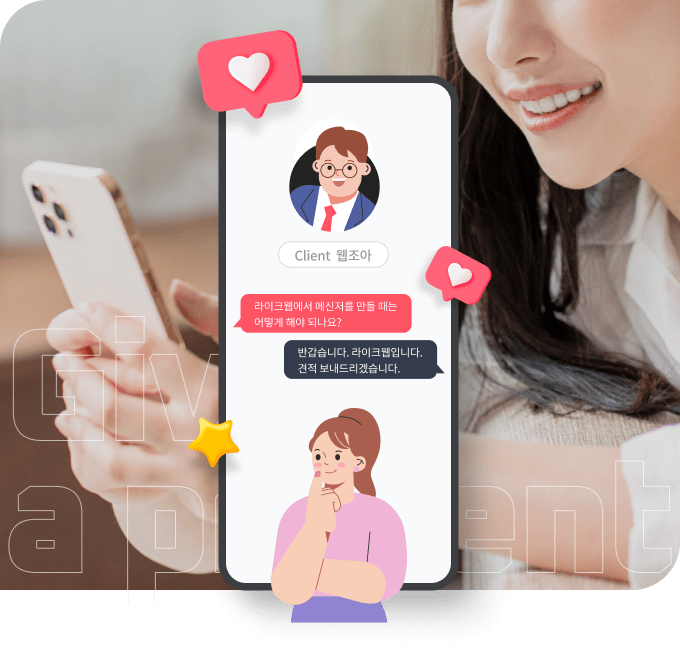 Client 웹조아
라이크웹에서 메신저를 만들 때는
어떻게 해야 되나요?
반갑습니다. 라이크웹입니다.
견적 보내드리겠습니다.
Giv
a p ent